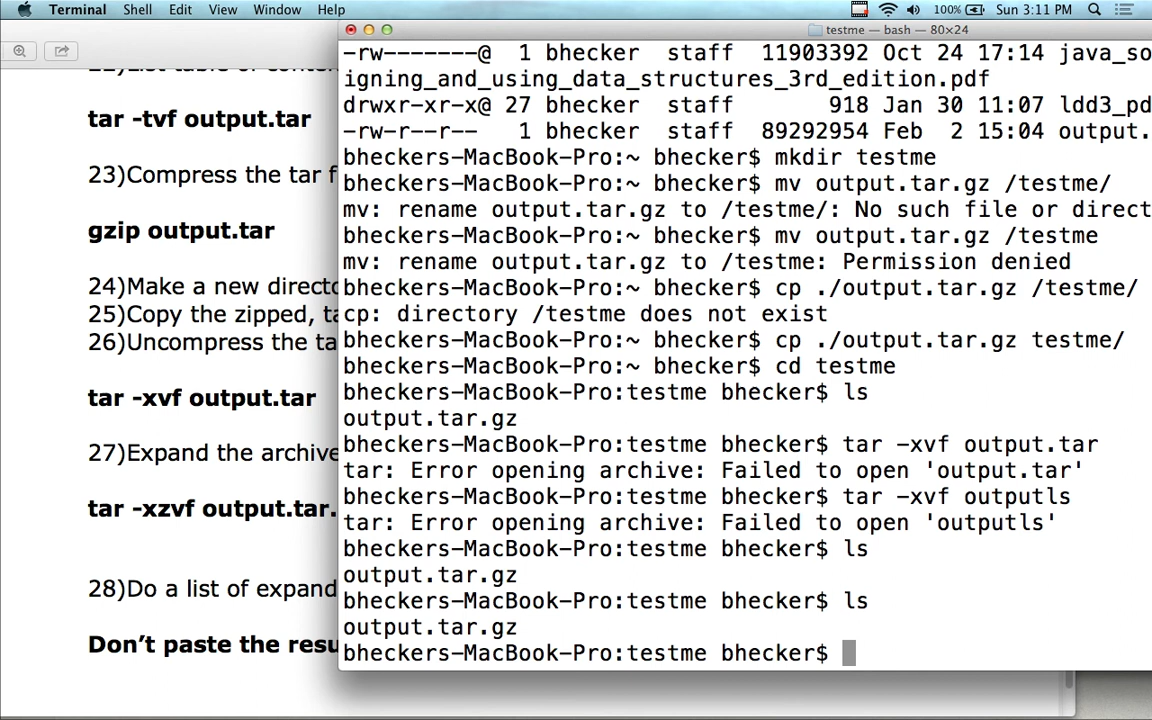 Terminal Shell Edit View Window Help 100% Sun 3:11 PM
testme — bash — 80×24
tar -tvf output.tar
23)Compress the tar f
gzip output.tar
24)Make a new directo
25)Copy the zipped, ta
26)Uncompress the ta
tar -xvf output.tar
27)Expand the archive
tar -xzvf output.tar.
28)Do a list of expand
Don’t paste the resu
-rw-------@ 1 bhecker staff 11903392 Oct 24 17:14 java_so
igning_and_using_data_structures_3rd_edition.pdf
drwxr-xr-x@ 27 bhecker staff 918 Jan 30 11:07 ldd3_pd
-rw-r--r-- 1 bhecker staff 89292954 Feb 2 15:04 output.
bheckers-MacBook-Pro:~ bhecker$ mkdir testme
bheckers-MacBook-Pro:~ bhecker$ mv output.tar.gz /testme/
mv: rename output.tar.gz to /testme/: No such file or direct
bheckers-MacBook-Pro:~ bhecker$ mv output.tar.gz /testme
mv: rename output.tar.gz to /testme: Permission denied
bheckers-MacBook-Pro:~ bhecker$ cp ./output.tar.gz /testme/
cp: directory /testme does not exist
bheckers-MacBook-Pro:~ bhecker$ cp ./output.tar.gz testme/
bheckers-MacBook-Pro:~ bhecker$ cd testme
bheckers-MacBook-Pro:testme bhecker$ ls
output.tar.gz
bheckers-MacBook-Pro:testme bhecker$ tar -xvf output.tar
tar: Error opening archive: Failed to open 'output.tar'
bheckers-MacBook-Pro:testme bhecker$ tar -xvf outputls
tar: Error opening archive: Failed to open 'outputls'
bheckers-MacBook-Pro:testme bhecker$ ls
output.tar.gz
bheckers-MacBook-Pro:testme bhecker$ ls
output.tar.gz
bheckers-MacBook-Pro:testme bhecker$